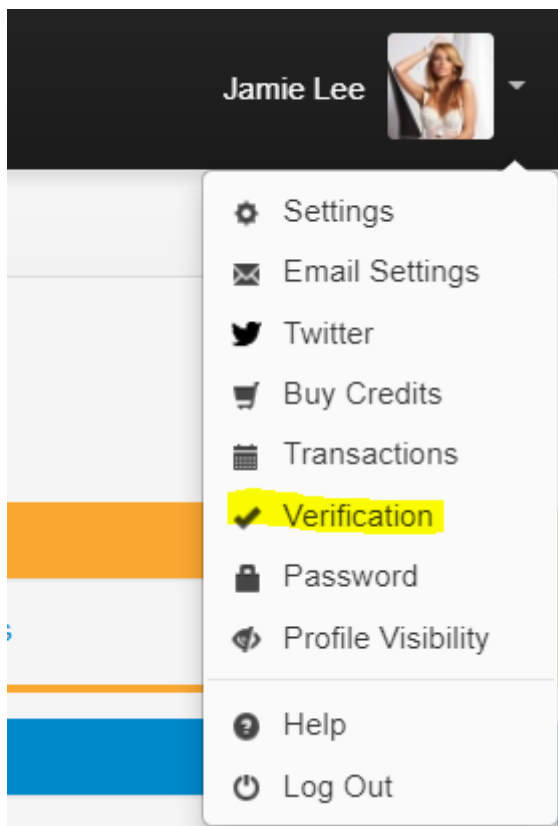 Jamie Lee
Settings
Email Settings
Twitter
Buy Credits
Transactions
Verification
Password
Profile Visibility
Help
Log Out